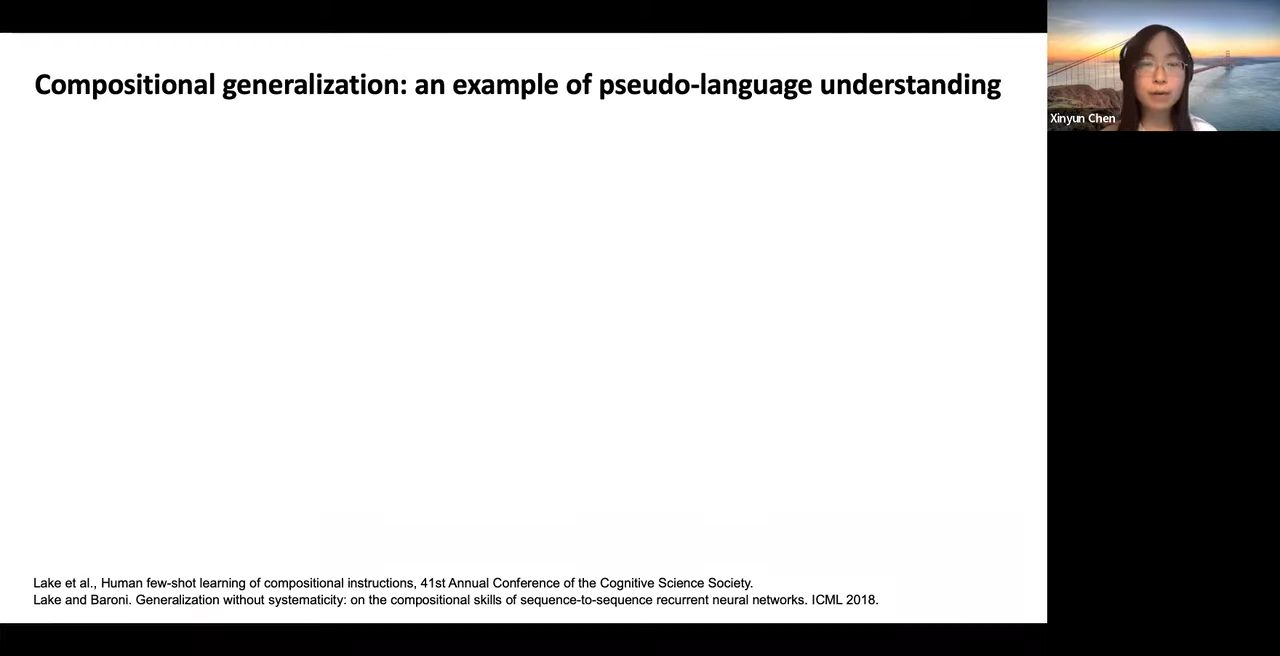 Compositional generalization: an example of pseudo-language understanding
Xinyun Chen
Lake et al., Human few-shot learning of compositional instructions, 41st Annual Conference of the Cognitive Science Society.
Lake and Baroni. Generalization without systematicity: on the compositional skills of sequence-to-sequence recurrent neural networks. ICML 2018.